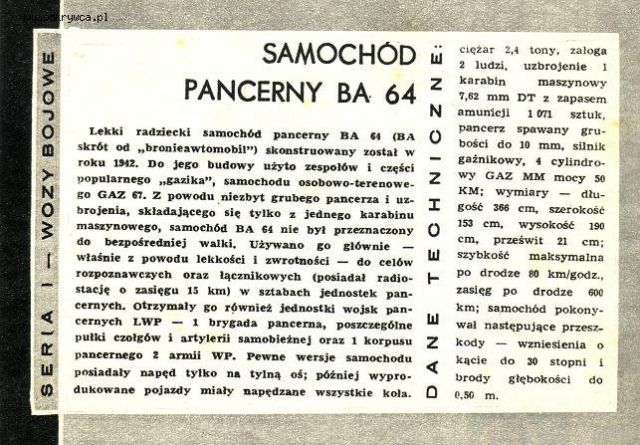 SERIA I — WOZY BOJOWE
SAMOCHÓD
PANCERNY BA 64
Lekki radziecki samochód pancerny BA 64 (BA
skrót od „bronieawtomobil") skonstruowany został w
roku 1942. Do jego budowy użyto zespołów i części
popularnego „gazika", samochodu osobowo-terenowe-
go GAZ 67. Z powodu niezbyt grubego pancerza i uz-
brojenia, składającego się tylko z jednego karabinu
maszynowego, samochód BA 64 nie był przeznaczony
do bezpośredniej walki. Używano go głównie —
właśnie z powodu lekkości i zwrotności — do celów
rozpoznawczych oraz łącznikowych (posiadał radio-
stację o zasięgu 15 km) w sztabach jednostek pan-
cernych. Otrzymały go również jednostki wojsk pan-
cernych LWP — 1 brygada pancerna, poszczególne
pułki czołgów i artylerii samobieżnej oraz 1 korpusu
pancernego 2 armii WP. Pewne wersje samochodu
posiadały napęd tylko na tylną oś; później wypro-
dukowane pojazdy miały napędzane wszystkie koła.
DANE TECHNICZNE:
ciężar 2,4 tony, załoga
2 ludzi, uzbrojenie 1
karabin maszynowy
7,62 mm DT z zapasem
amunicji 1 071 sztuk,
pancerz spawany gru-
bości do 10 mm, silnik
gaźnikowy, 4 cylindro-
wy GAZ MM mocy 50
KM; wymiary — dłu-
gość 366 cm, szerokość
153 cm, wysokość 190
cm, prześwit 21 cm;
szybkość maksymalna
po drodze 80 km/godz.,
zasięg po drodze 600
km; samochód pokony-
wał następujące przesz-
kody — wzniesienia o
kącie do 30 stopni i
brody głębokości do
0,50 m.